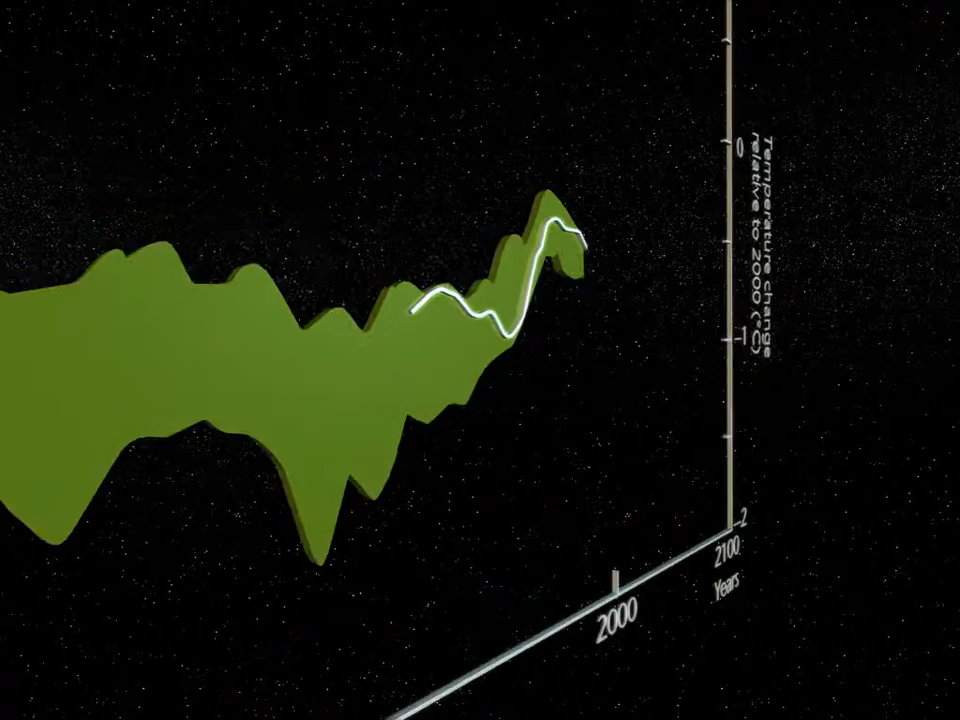 0
Temperature change
relative to 2000 (°C)
-1
-2
2100
Years
2000